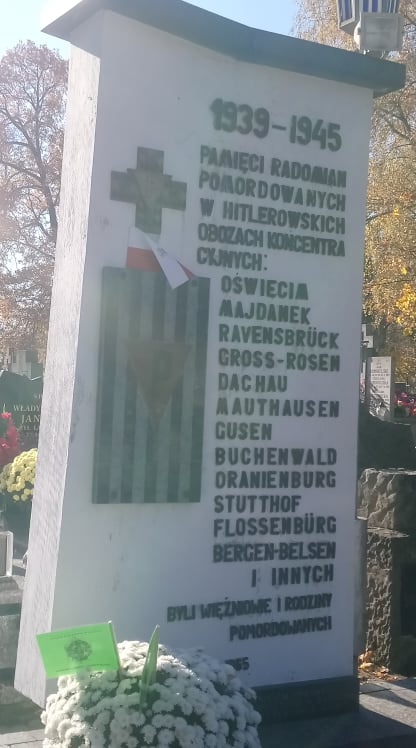 1939-1945
PAMIĘCI RADOMIAN
POMORDOWANYCH
W HITLEROWSKICH
OBOZACH KONCENTRA
CYJNYCH:
OŚWIĘCIM
MAJDANEK
RAVENSBRÜCK
GROSS-ROSEN
DACHAU
MAUTHAUSEN
GUSEN
BUCHENWALD
ORANIENBURG
STUTTHOF
FLOSSENBÜRG
BERGEN-BELSEN
I INNYCH
BYLI WIĘŹNIOWIE I RODZINY
POMORDOWANYCH
P